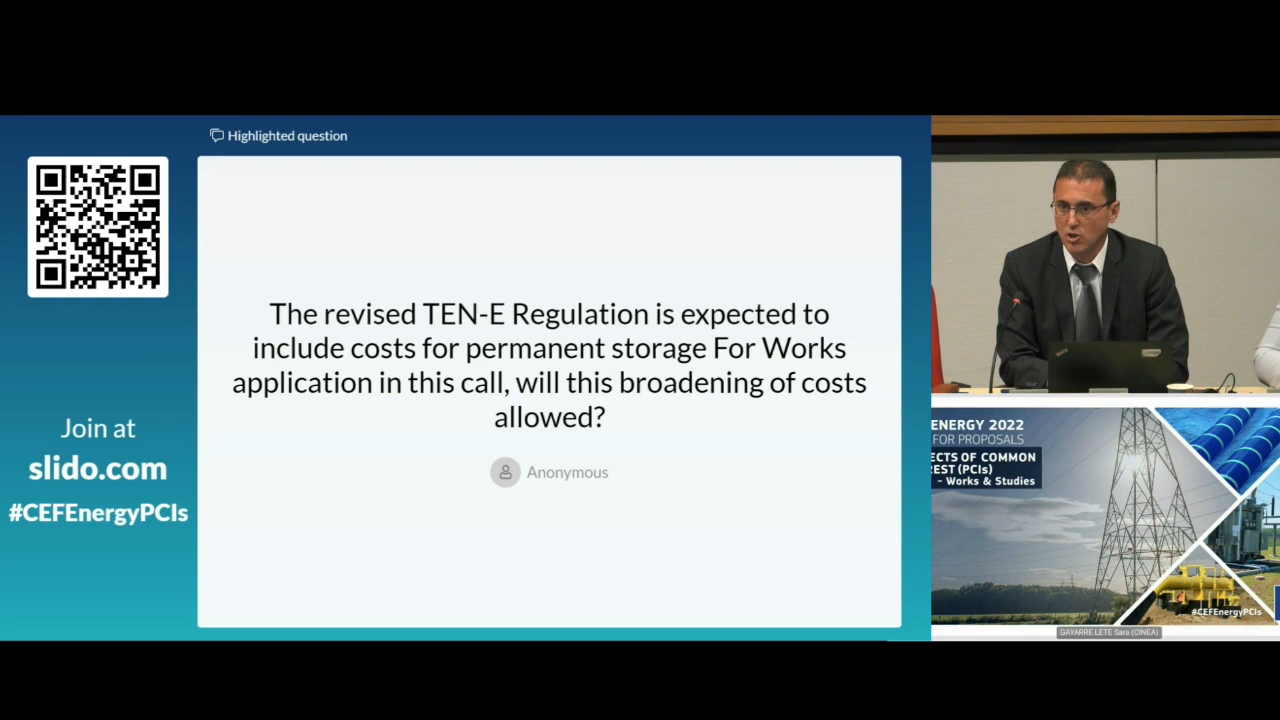 Highlighted question
The revised TEN-E Regulation is expected to
include costs for permanent storage For Works
application in this call, will this broadening of costs
allowed?
Anonymous
Join at
slido.com
#CEFEnergyPCIs
ENERGY 2022
FOR PROPOSALS
ECTS OF COMMON
REST (PCIs)
- Works & Studies
#CEFEnergyPCIs
GAYARRE LETE Sara (CINEA)